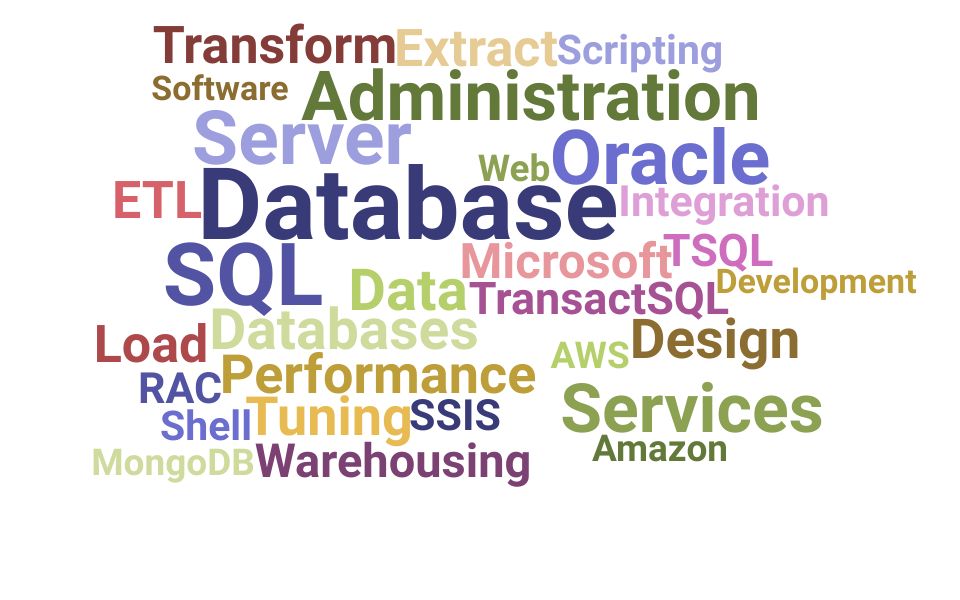 Transform Extract Scripting
Software Administration
Server Web Oracle
ETL Database Integration
SQL Data Microsoft TSQL
TransactSQL Development
Load Databases AWS Design
RAC Performance
Shell Tuning SSIS Services
MongoDB Warehousing Amazon